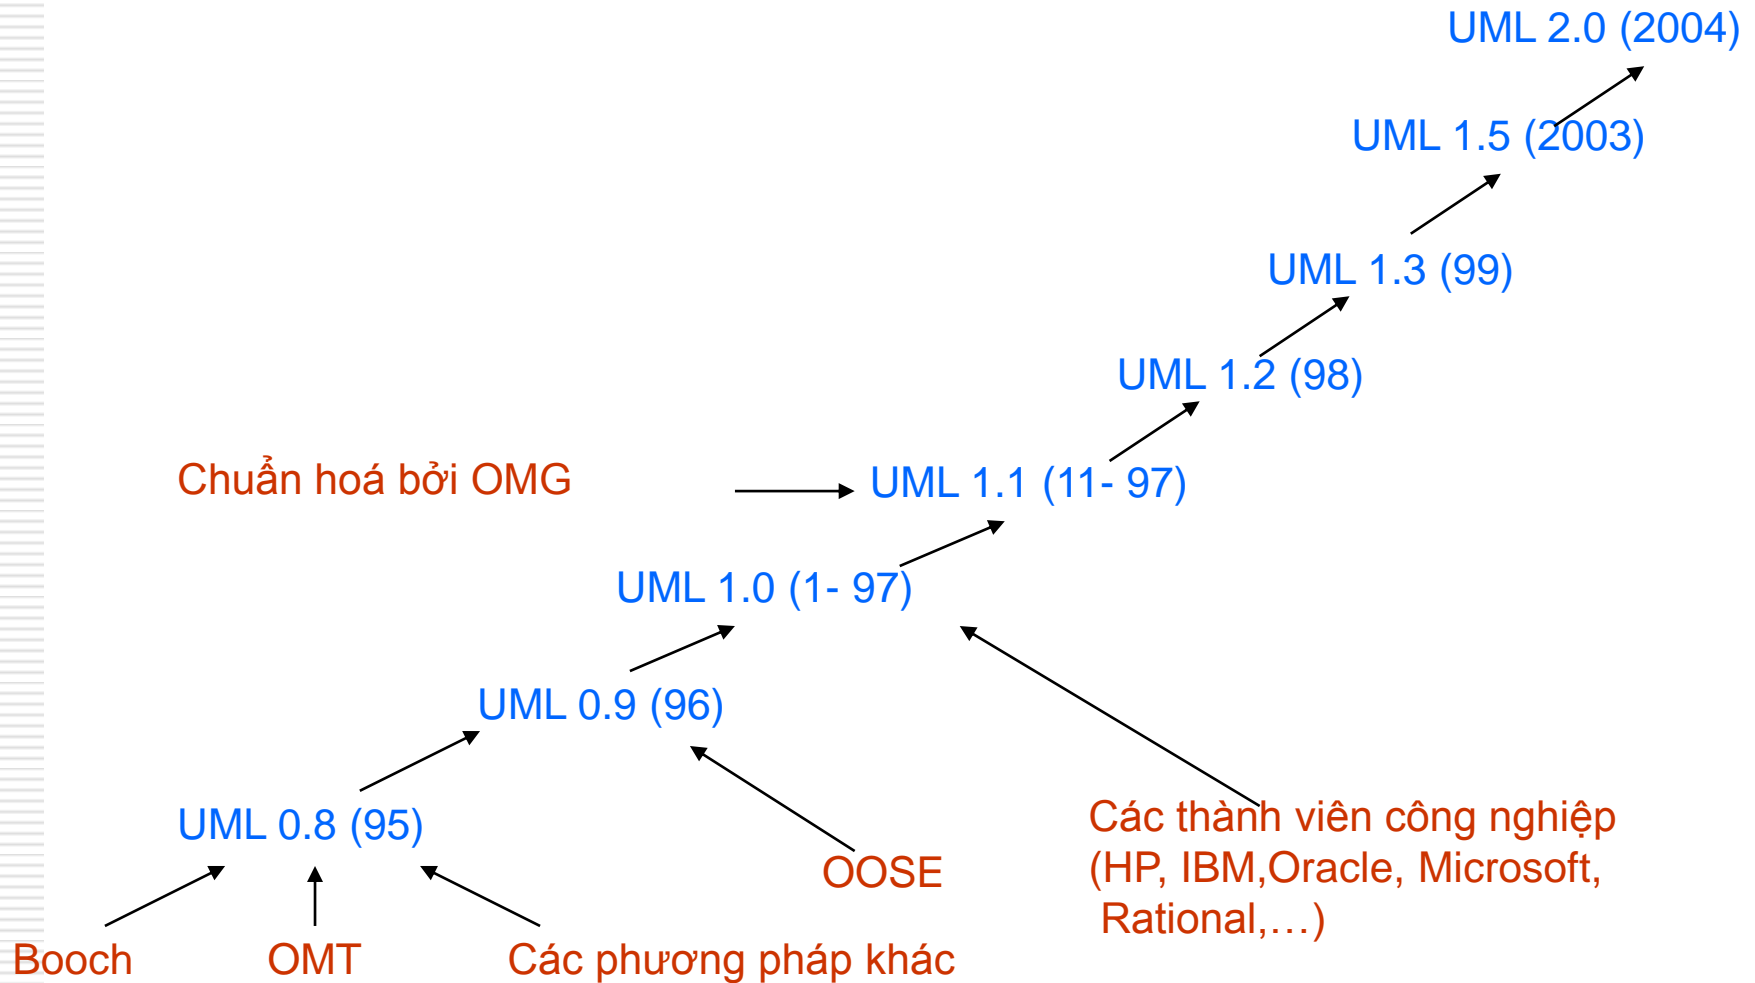 UML 2.0 (2004)
UML 1.5 (2003)
UML 1.3 (99)
UML 1.2 (98)
Chuẩn hoá bởi OMG
UML 1.1 (11- 97)
UML 1.0 (1- 97)
UML 0.9 (96)
UML 0.8 (95)
OOSE
Các thành viên công nghiệp
(HP, IBM,Oracle, Microsoft,
Rational,…)
Booch
OMT
Các phương pháp khác